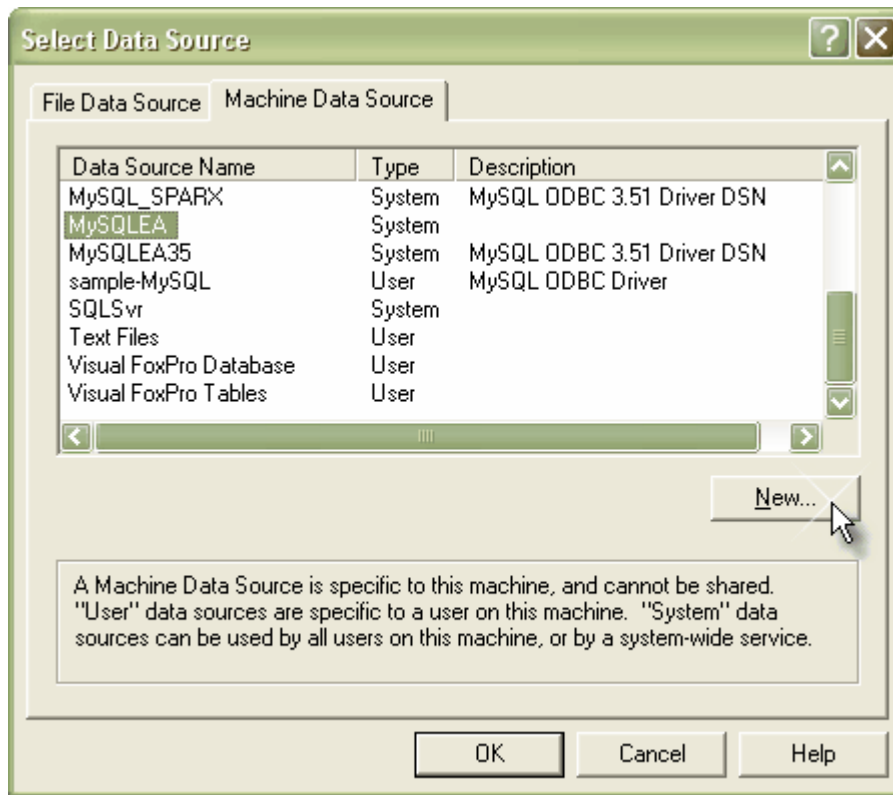 Select Data Source
File Data Source Machine Data Source
Data Source Name Type Description
MySQL_SPARX System MySQL ODBC 3.51 Driver DSN
MySQLEA System
MySQLEA35 System MySQL ODBC 3.51 Driver DSN
sample-MySQL User MySQL ODBC Driver
SQLSvr System
Text Files User
Visual FoxPro Database User
Visual FoxPro Tables User
New...
A Machine Data Source is specific to this machine, and cannot be shared.
"User" data sources are specific to a user on this machine. "System" data
sources can be used by all users on this machine, or by a system-wide service.
OK Cancel Help